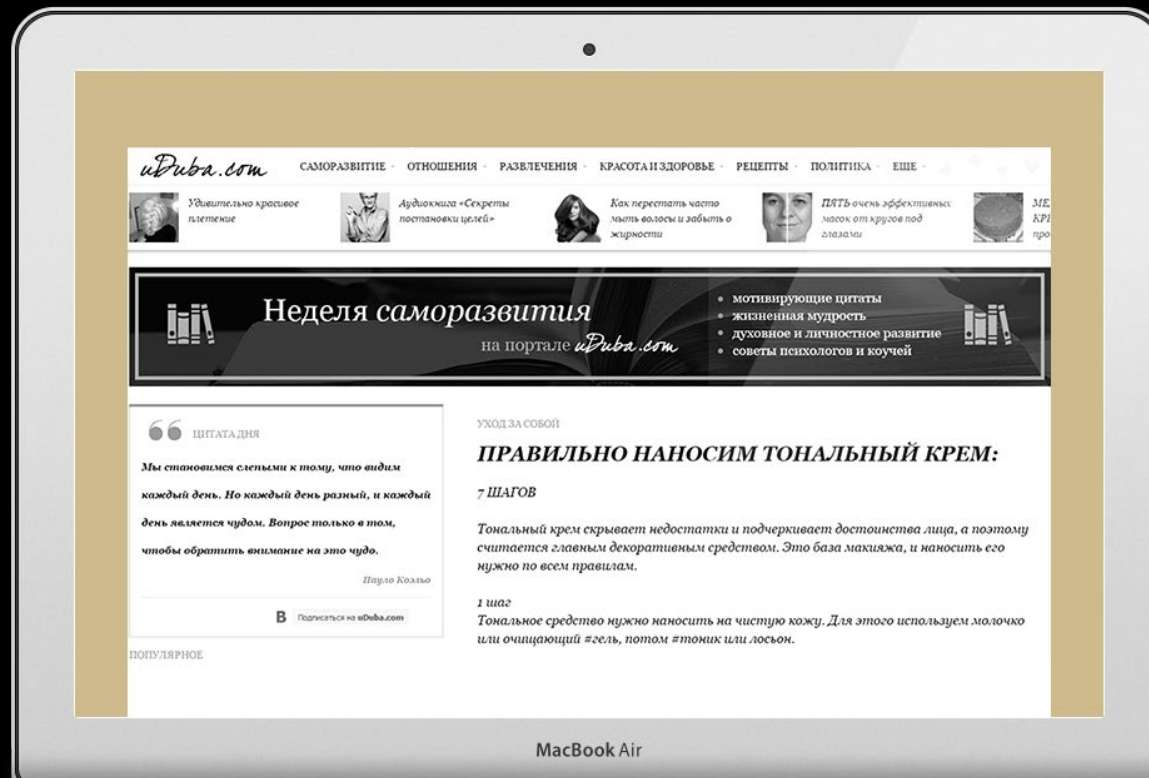 uDuba.com
САМОРАЗВИТИЕ
ОТНОШЕНИЯ
РАЗВЛЕЧЕНИЯ
КРАСОТА И ЗДОРОВЬЕ
РЕЦЕПТЫ
ПОЛИТИКА
ЕЩЕ
Удивительно красивое
плетение
Аудиокнига «Секреты
постановки целей»
Как перестать часто
мыть волосы и забыть о
жирности
ПЯТЬ очень эффективных
масок от кругов под
глазами
Неделя саморазвития
на портале uDuba.com
мотивирующие цитаты
жизненная мудрость
духовное и личностное развитие
советы психологов и коучей
ЦИТАТА ДНЯ
Мы становимся слепыми к тому, что видим
каждый день. Но каждый день разный, и каждый
день является чудом. Вопрос только в том,
чтобы обратить внимание на это чудо.
Пауло Коэльо
В Подписаться на uDuba.com
ПОПУЛЯРНОЕ
УХОД ЗА СОБОЙ
ПРАВИЛЬНО НАНОСИМ ТОНАЛЬНЫЙ КРЕМ:
7 ШАГОВ
Тональный крем скрывает недостатки и подчеркивает достоинства лица, а поэтому
считается главным декоративным средством. Это база макияжа, и наносить его
нужно по всем правилам.
1 шаг
Тональное средство нужно наносить на чистую кожу. Для этого используем молочко
или очищающий #гель, потом #тоник или лосьон.
MacBook Air